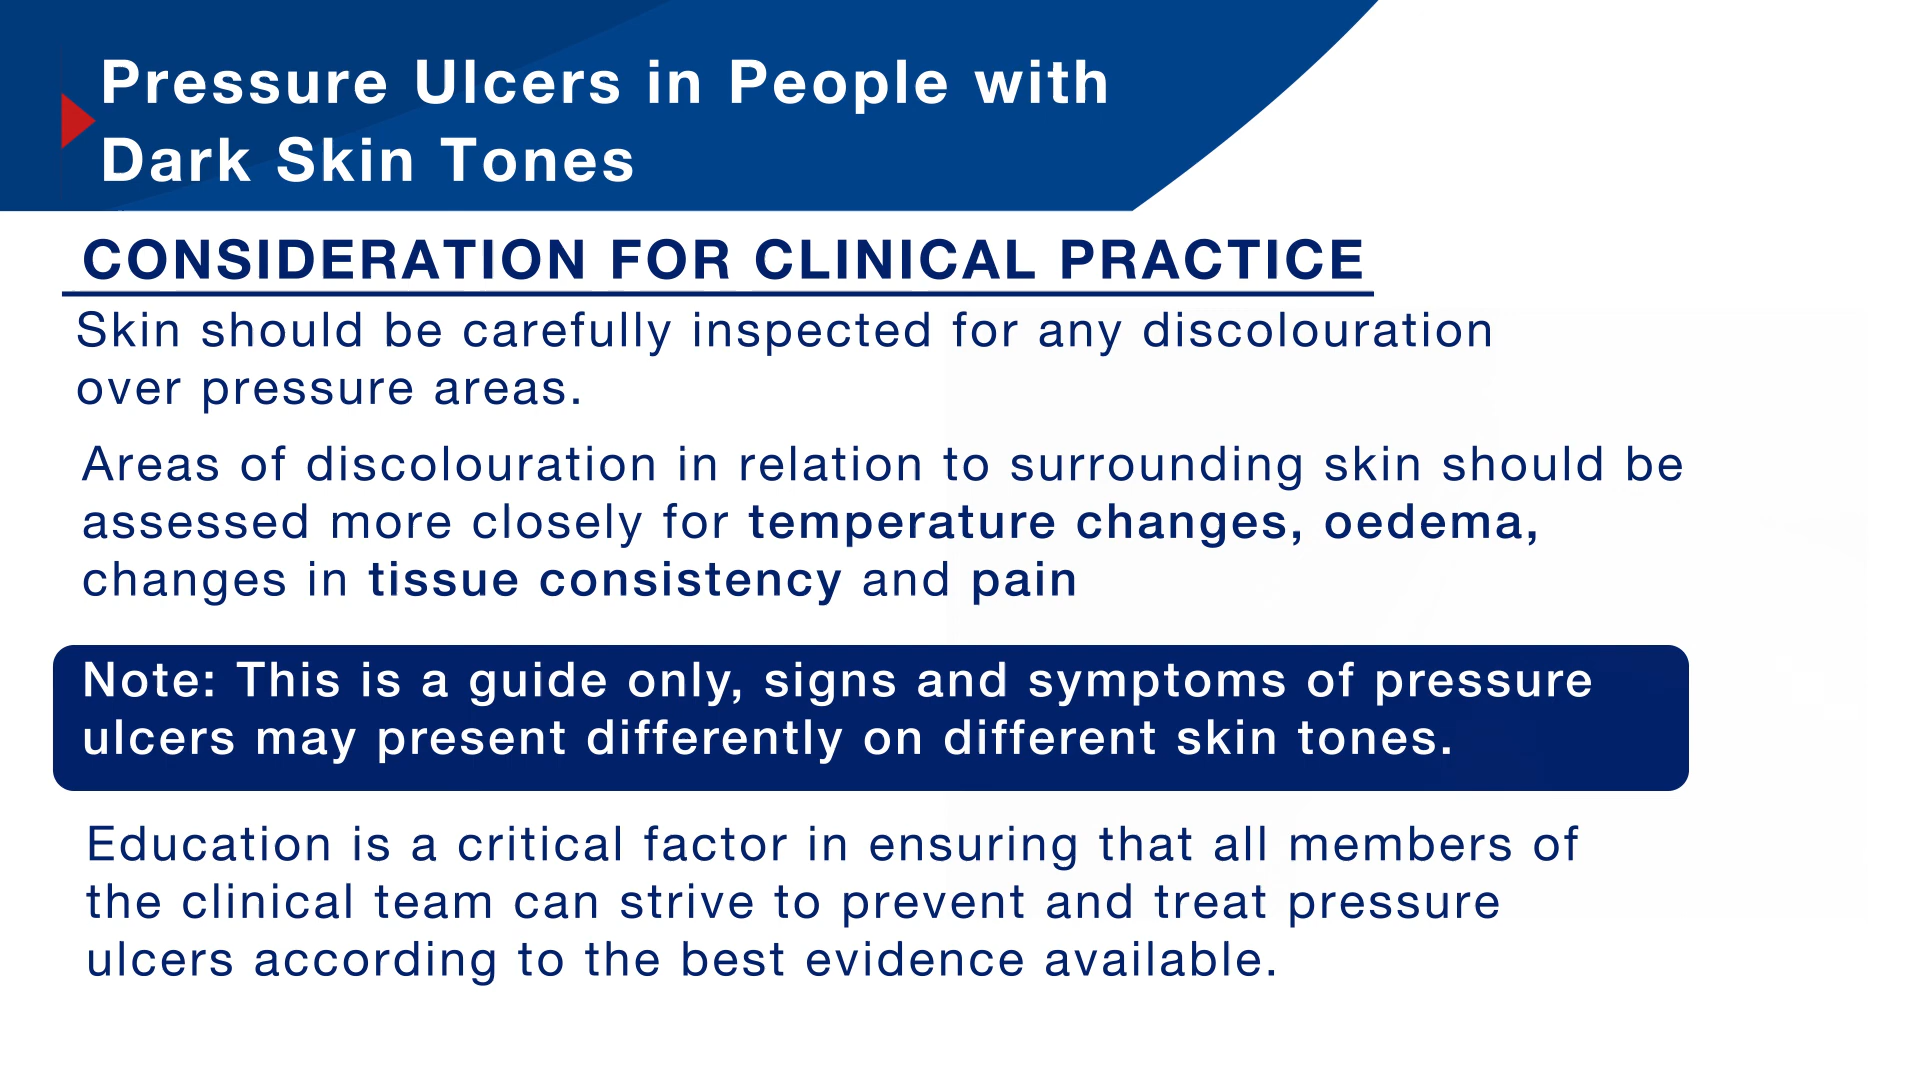 Pressure Ulcers in People with
Dark Skin Tones
CONSIDERATION FOR CLINICAL PRACTICE
Skin should be carefully inspected for any discolouration
over pressure areas.
Areas of discolouration in relation to surrounding skin should be
assessed more closely for temperature changes, oedema,
changes in tissue consistency and pain
Note: This is a guide only, signs and symptoms of pressure
ulcers may present differently on different skin tones.
Education is a critical factor in ensuring that all members of
the clinical team can strive to prevent and treat pressure
ulcers according to the best evidence available.